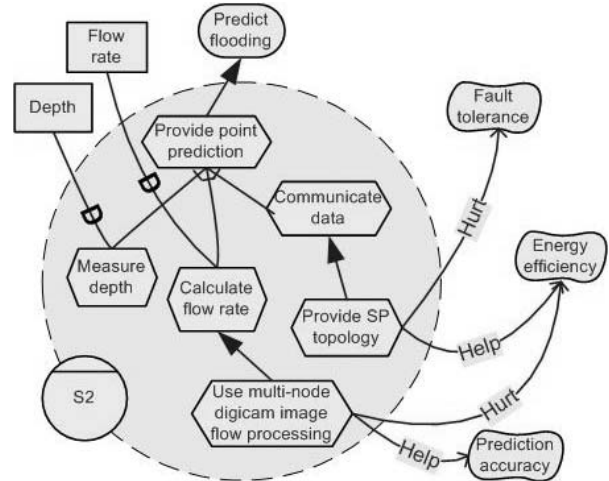 Predict
flooding
Flow
rate
Depth
Fault
tolerance
Provide point
prediction
Communicate
data
Hurt
Energy
efficiency
Measure
depth
Calculate
flow rate
Provide SP
topology
Help
S2
Use multi-node
digicam image
flow processing
Hurt
Help
Prediction
accuracy